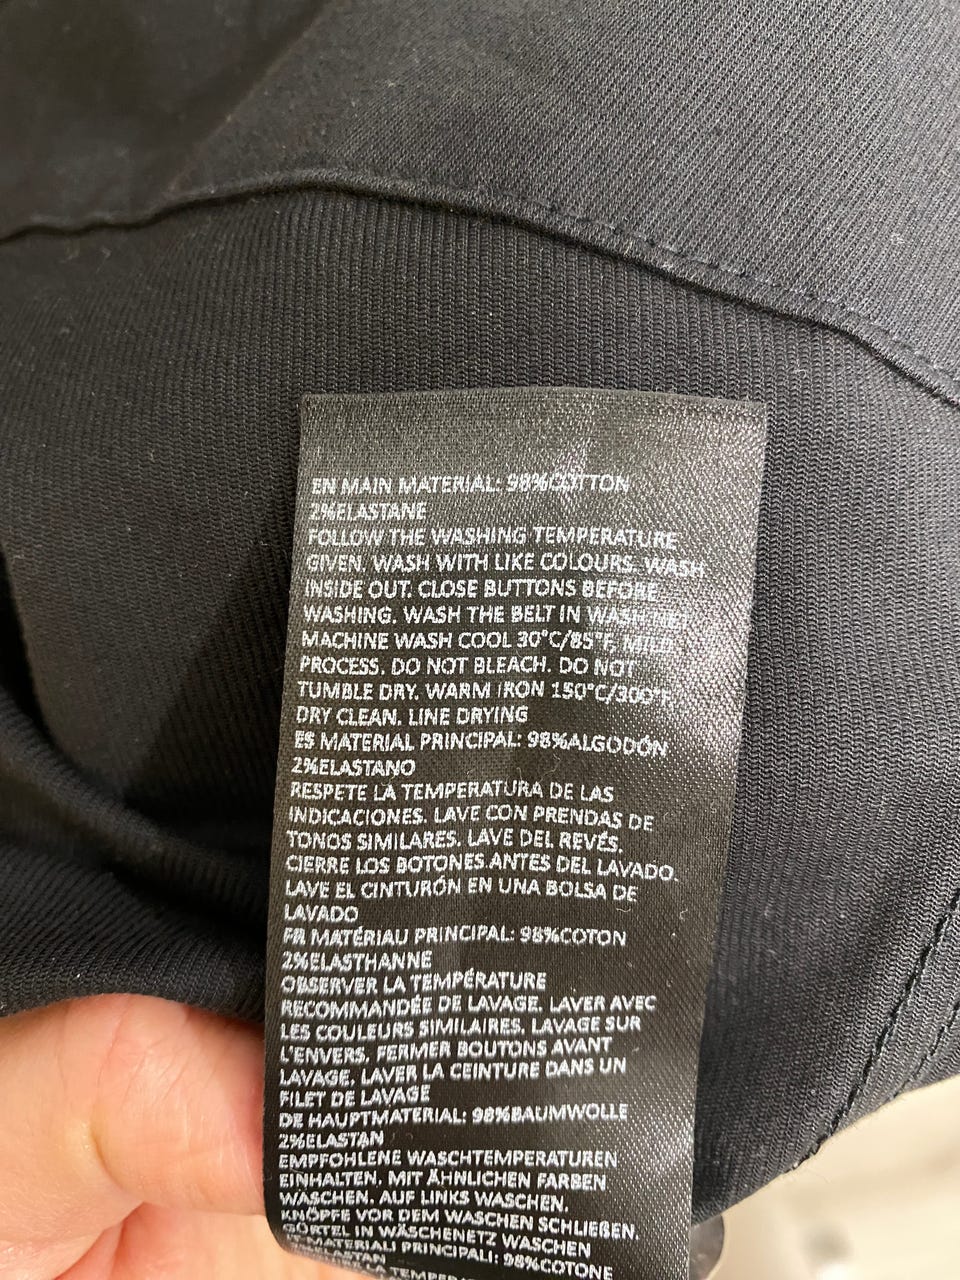 EN MAIN MATERIAL: 98%COTTON
2%ELASTANE
FOLLOW THE WASHING TEMPERATURE
GIVEN. WASH WITH LIKE COLOURS. WASH
INSIDE OUT. CLOSE BUTTONS BEFORE
WASHING. WASH THE BELT IN WASH NET
MACHINE WASH COOL 30°C/85°F, MILD
PROCESS. DO NOT BLEACH. DO NOT
TUMBLE DRY. WARM IRON 150°C/300°F
DRY CLEAN. LINE DRYING
ES MATERIAL PRINCIPAL: 98%ALGODÓN
2%ELASTANO
RESPETE LA TEMPERATURA DE LAS
INDICACIONES. LAVE CON PRENDAS DE
TONOS SIMILARES. LAVE DEL REVÉS.
CIERRE LOS BOTONES ANTES DEL LAVADO.
LAVE EL CINTURÓN EN UNA BOLSA DE
LAVADO
FR MATÉRIAU PRINCIPAL: 98%COTON
2%ELASTHANNE
OBSERVER LA TEMPÉRATURE
RECOMMANDÉE DE LAVAGE. LAVER AVEC
LES COULEURS SIMILAIRES. LAVAGE SUR
L'ENVERS. FERMER BOUTONS AVANT
LAVAGE. LAVER LA CEINTURE DANS UN
FILET DE LAVAGE
DE HAUPTMATERIAL: 98%BAUMWOLLE
2%ELASTAN
EMPFOHLENE WASCHTEMPERATUREN
EINHALTEN. MIT ÄHNLICHEN FARBEN
WASCHEN. AUF LINKS WASCHEN.
KNÖPFE VOR DEM WASCHEN SCHLIEßEN.
GÜRTEL IN WÄSCHENETZ WASCHEN
MATERIALI PRINCIPALI: 98%COTONE